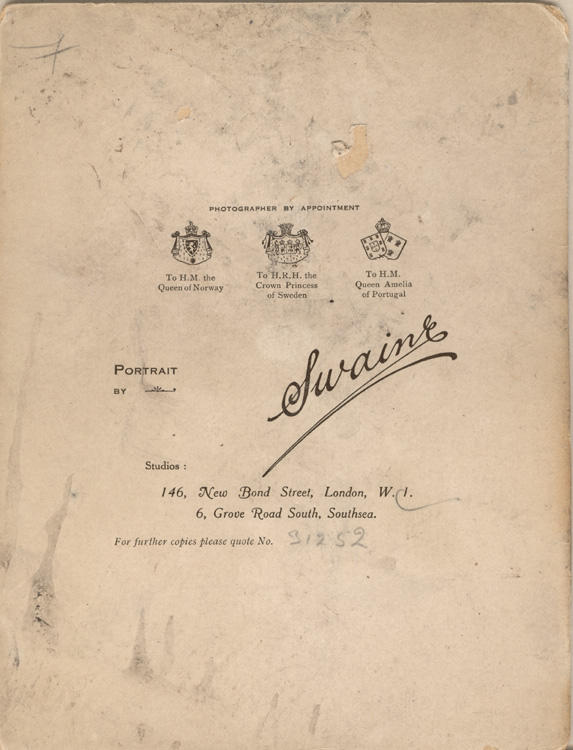 PHOTOGRAPHER BY APPOINTMENT
To H.M. the
Queen of Norway
To H.R.H. the
Crown Princess
of Sweden
To H.M.
Queen Amelia
of Portugal
PORTRAIT
BY
Swaine
Studios :
146, New Bond Street, London, W.1.
6, Grove Road South, Southsea.
For further copies please quote No. 31252